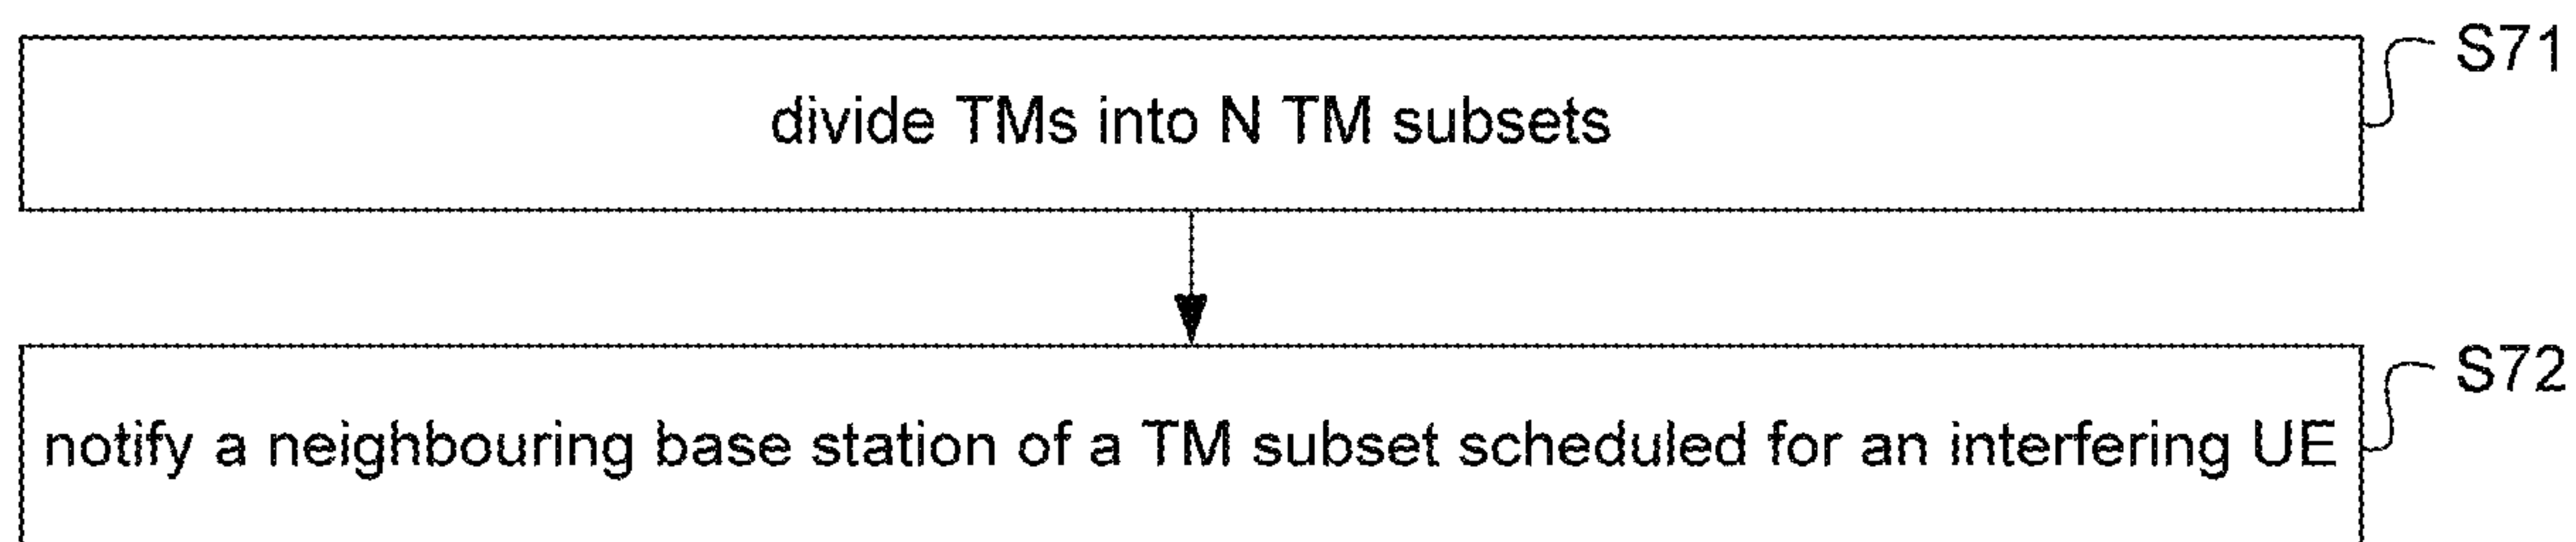 S71
divide TMs into N TM subsets
S72
notify a neighbouring base station of a TM subset scheduled for an interfering UE